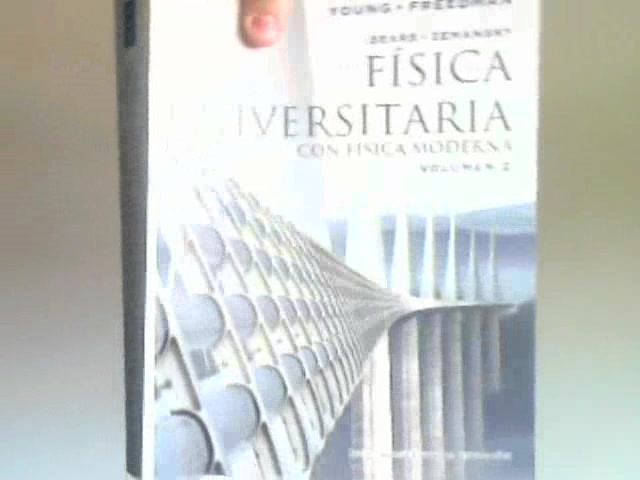 YOUNG • FREEDMAN
SEARS • ZEMANSKY
FÍSICA
IVERSITARIA
CON FÍSICA MODERNA
VOLUMEN 2